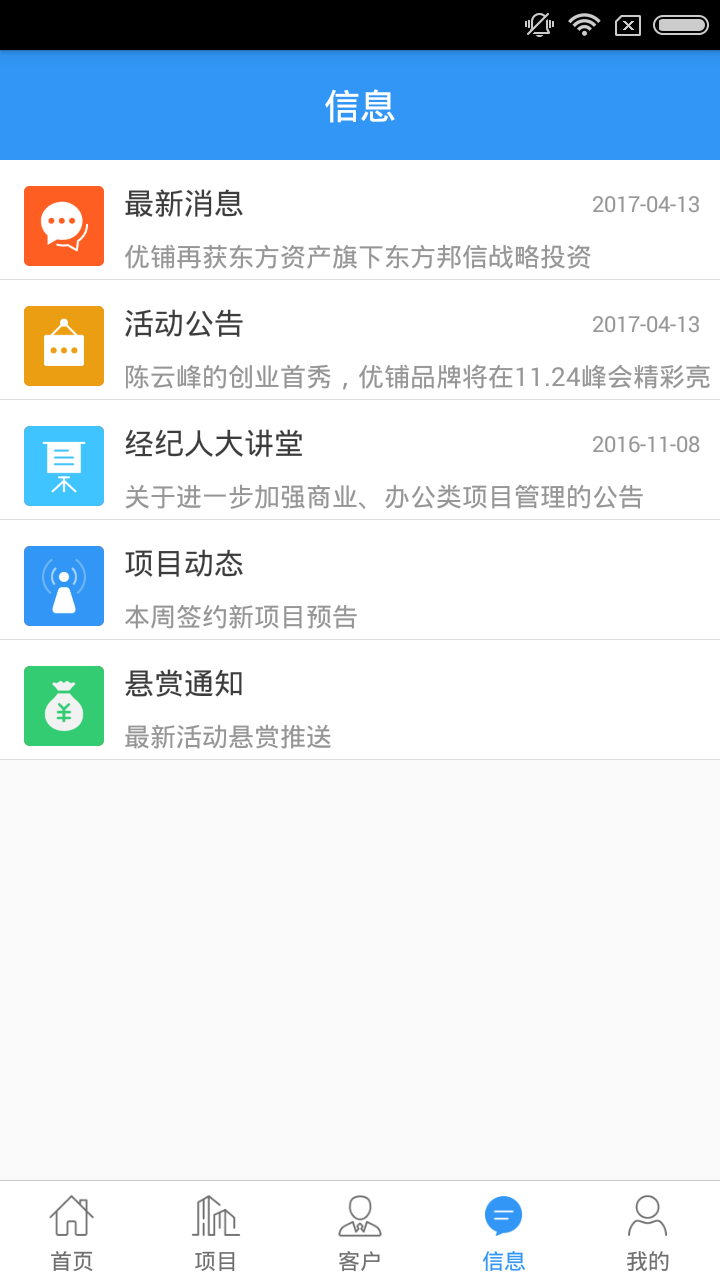 信息
最新消息 2017-04-13
优铺再获东方资产旗下东方邦信战略投资
活动公告 2017-04-13
陈云峰的创业首秀，优铺品牌将在11.24峰会精彩亮
经纪人大讲堂 2016-11-08
关于进一步加强商业、办公类项目管理的公告
项目动态
本周签约新项目预告
悬赏通知
最新活动悬赏推送
首页 项目 客户 信息 我的